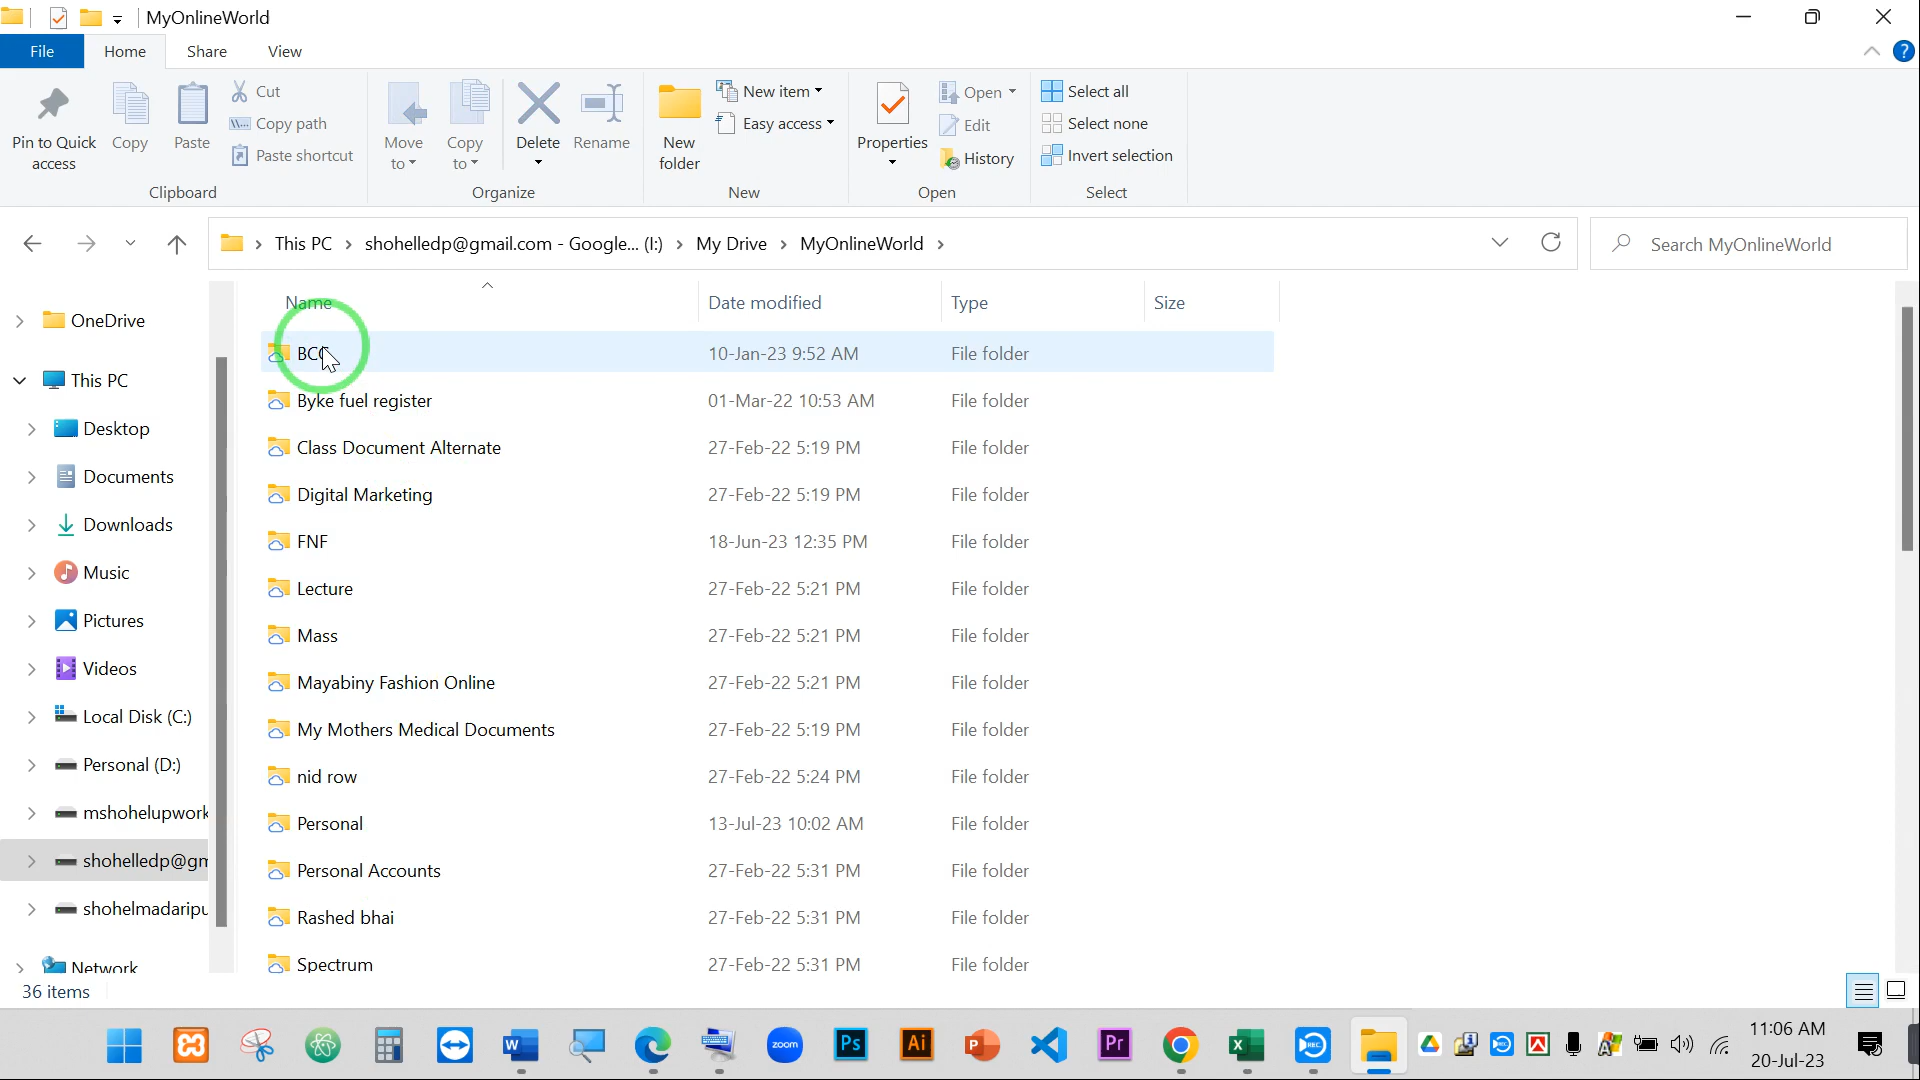 MyOnlineWorld
File Home Share View
Pin to Quick access
Copy
Paste
Cut
Copy path
Paste shortcut
Clipboard
Move to
Copy to
Delete
Rename
Organize
New folder
New item
Easy access
New
Properties
Open
Edit
History
Open
Select all
Select none
Invert selection
Select
This PC > shohelledp@gmail.com - Google... (I:) > My Drive > MyOnlineWorld >
Search MyOnlineWorld
OneDrive
This PC
Desktop
Documents
Downloads
Music
Pictures
Videos
Local Disk (C:)
Personal (D:)
mshohelupwork
shohelledp@gm
shohelmadaripu
Network
Name Date modified Type Size
BCC 10-Jan-23 9:52 AM File folder
Byke fuel register 01-Mar-22 10:53 AM File folder
Class Document Alternate 27-Feb-22 5:19 PM File folder
Digital Marketing 27-Feb-22 5:19 PM File folder
FNF 18-Jun-23 12:35 PM File folder
Lecture 27-Feb-22 5:21 PM File folder
Mass 27-Feb-22 5:21 PM File folder
Mayabiny Fashion Online 27-Feb-22 5:21 PM File folder
My Mothers Medical Documents 27-Feb-22 5:19 PM File folder
nid row 27-Feb-22 5:24 PM File folder
Personal 13-Jul-23 10:02 AM File folder
Personal Accounts 27-Feb-22 5:31 PM File folder
Rashed bhai 27-Feb-22 5:31 PM File folder
Spectrum 27-Feb-22 5:31 PM File folder
36 items
zoom
Ps
Ai
Pr
11:06 AM
20-Jul-23